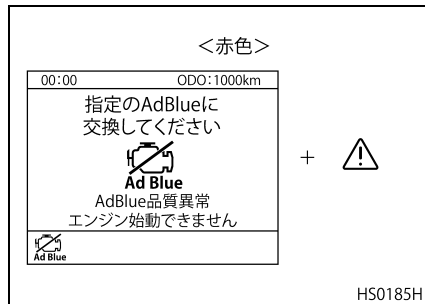 ＜赤色＞
00:00 ODO:1000km
指定のAdBlueに
交換してください
Ad Blue
AdBlue品質異常
エンジン始動できません
Ad Blue
+
HS0185H